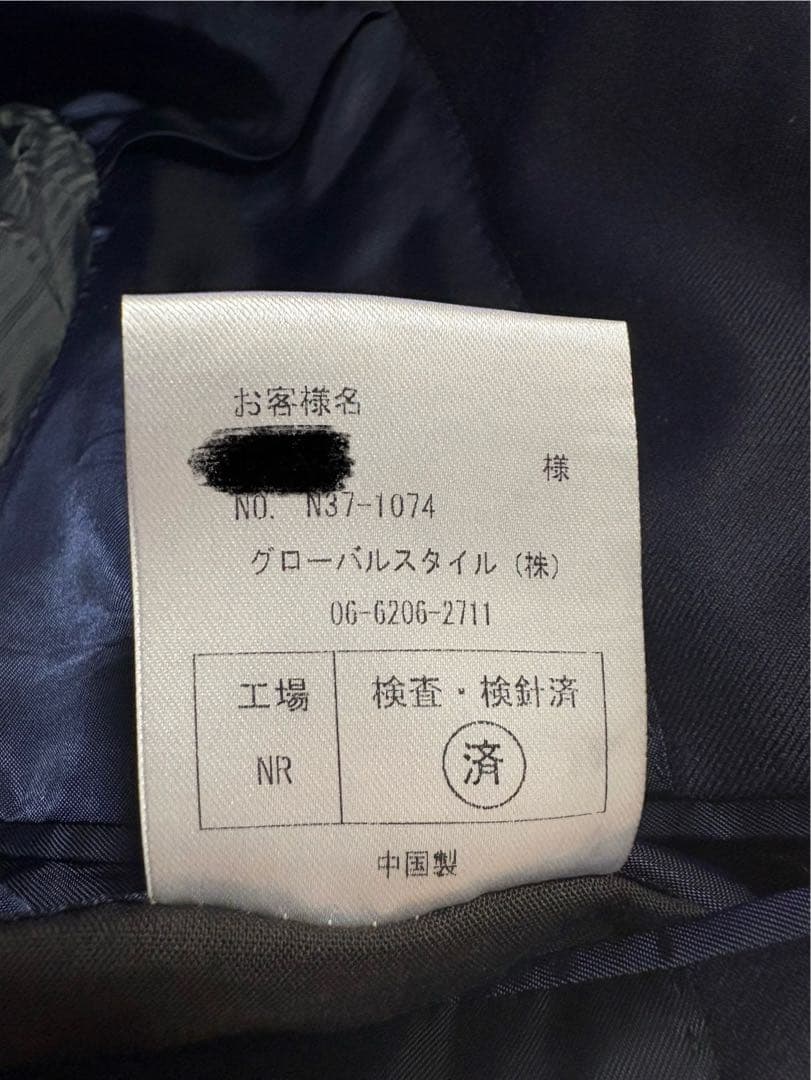 お客様名
様
NO. N37-1074
グローバルスタイル(株)
06-6206-2711
工場 検査・検針済
NR 済
中国製